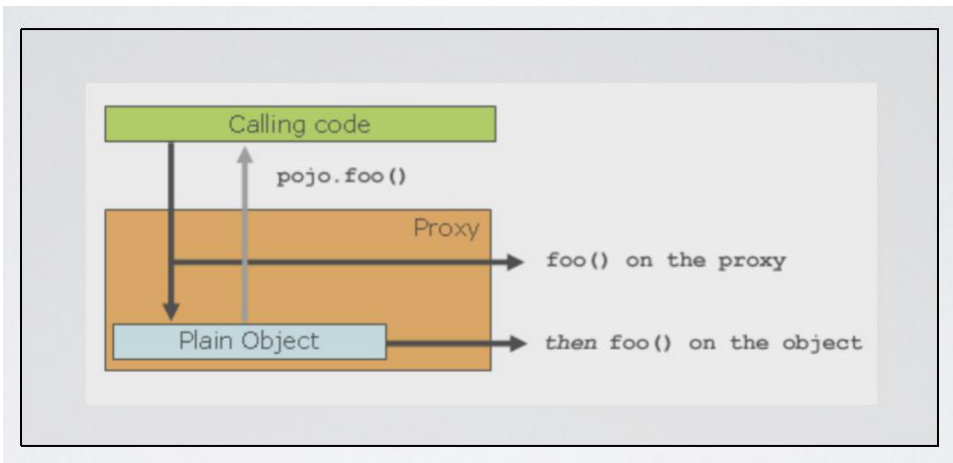 Calling code
pojo.foo()
Proxy
foo() on the proxy
Plain Object
then foo() on the object